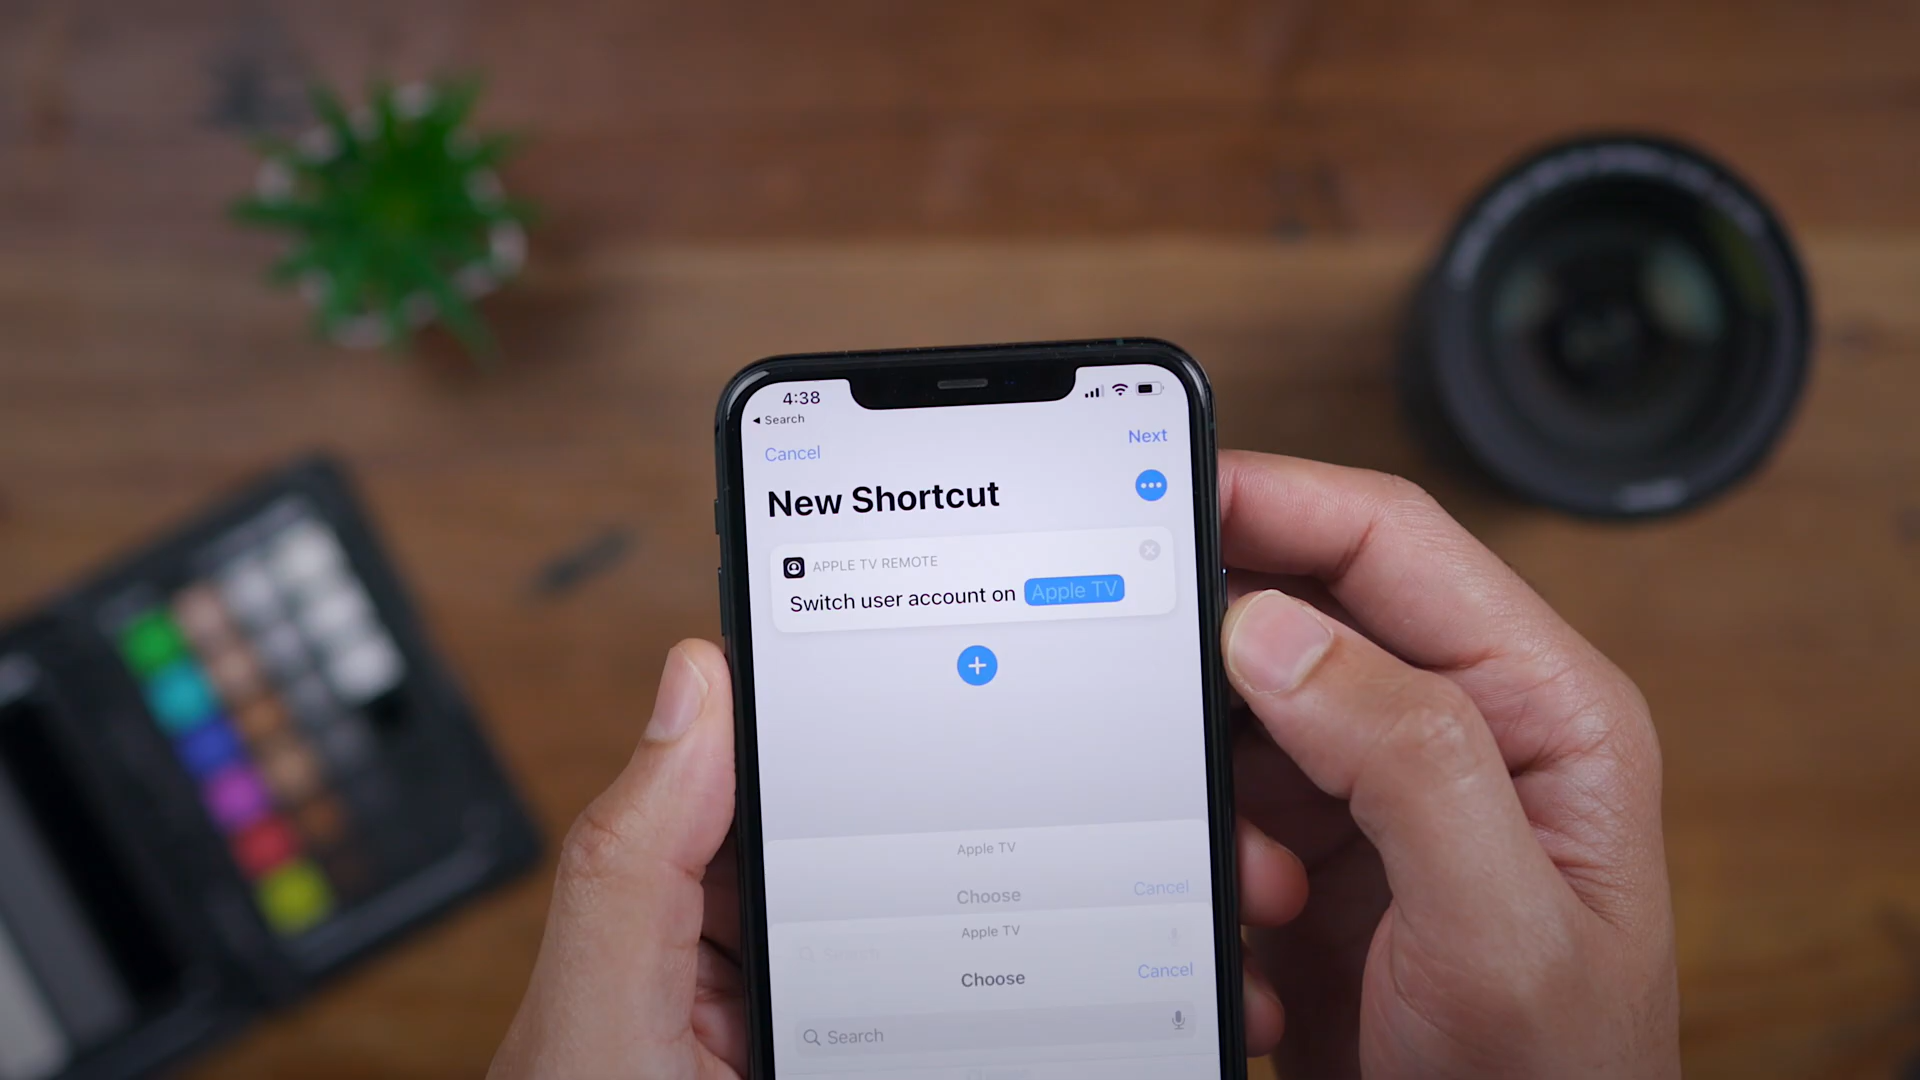 4:38
◀ Search
Cancel
Next
New Shortcut
APPLE TV REMOTE
Switch user account on Apple TV
Apple TV
Choose
Cancel
Search
Apple TV
Choose
Cancel
Search